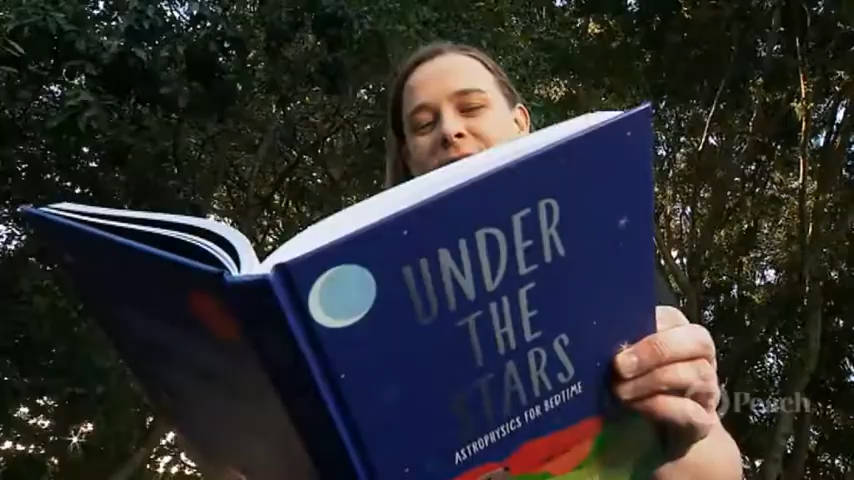 UNDER
THE
STARS
ASTROPHYSICS FOR BEDTIME
Peach